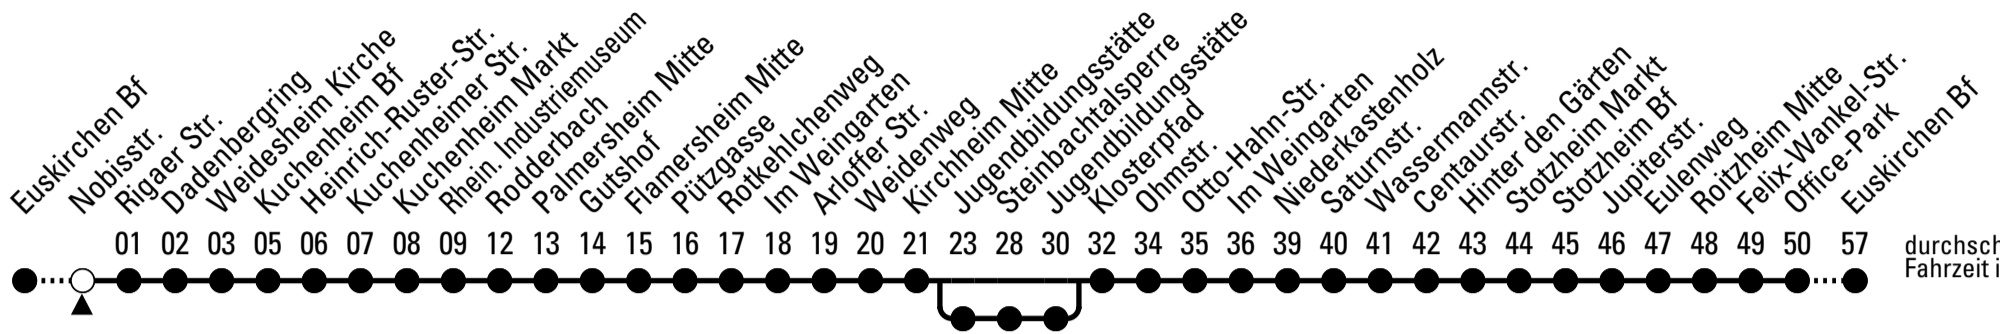 Euskirchen Bf
Nobisstr.
Rigaer Str.
Dadenbergring
Weidesheim Kirche
Kuchenheim Bf
Heinrich-Ruster-Str.
Kuchenheimer Str.
Kuchenheim Markt
Rhein. Industriemuseum
Rodderbach
Palmersheim Mitte
Gutshof
Flamersheim Mitte
Pützgasse
Rotkehlchenweg
Im Weingarten
Arloffer Str.
Weidenweg
Kirchheim Mitte
Jugendbildungsstätte
Steinbachtalsperre
Jugendbildungsstätte
Klosterpfad
Ohmstr.
Otto-Hahn-Str.
Im Weingarten
Niederkastenholz
Saturnstr.
Wassermannstr.
Centaurstr.
Hinter den Gärten
Stotzheim Markt
Stotzheim Bf
Jupiterstr.
Eulenweg
Roitzheim Mitte
Felix-Wankel-Str.
Office-Park
Euskirchen Bf
01 02 03 05 06 07 08 09 12 13 14 15 16 17 18 19 20 21 23 28 30 32 34 35 36 39 40 41 42 43 44 45 46 47 48 49 50 57
durchsch
Fahrzeit i